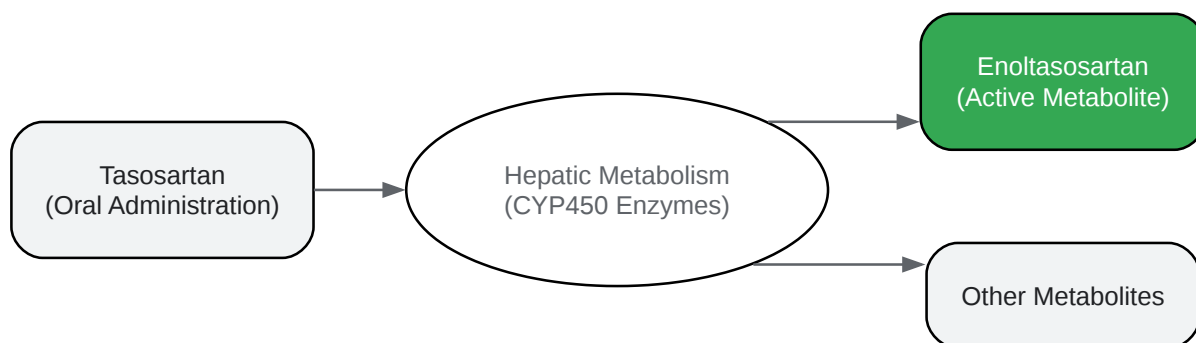 Tasosartan
(Oral Administration)
Hepatic Metabolism
(CYP450 Enzymes)
Enoltasosartan
(Active Metabolite)
Other Metabolites